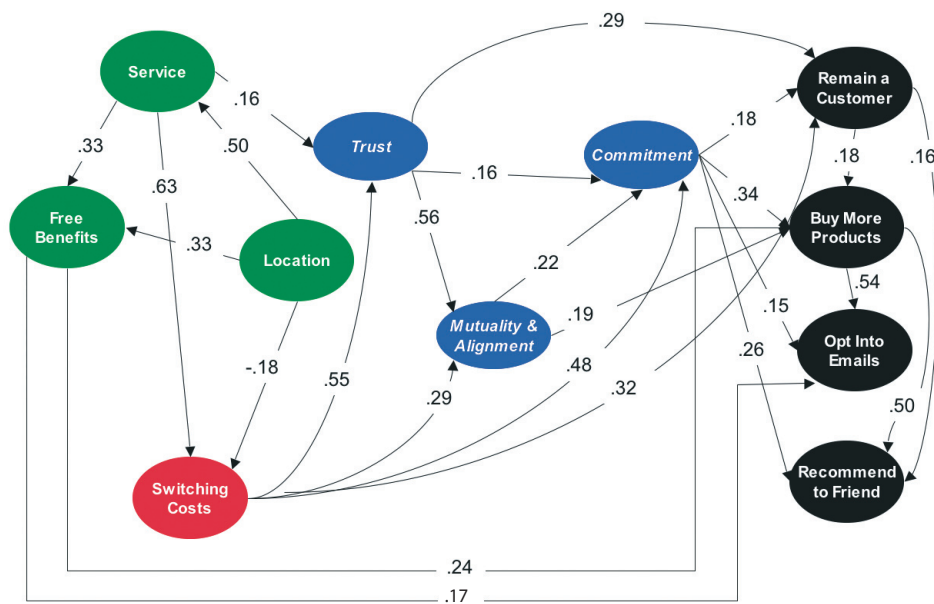 .29
Service
Remain a
Customer
.16
Trust
.33
.50
.18
.16
Commitment
.63
.16
.18
.34
Free
Benefits
.33
Location
.56
Buy More
Products
.22
.54
Mutuality &
Alignment
.19
.15
Opt Into
Emails
-.18
.55
.29
.48
.32
.26
.50
Switching
Costs
Recommend
to Friend
.24
.17